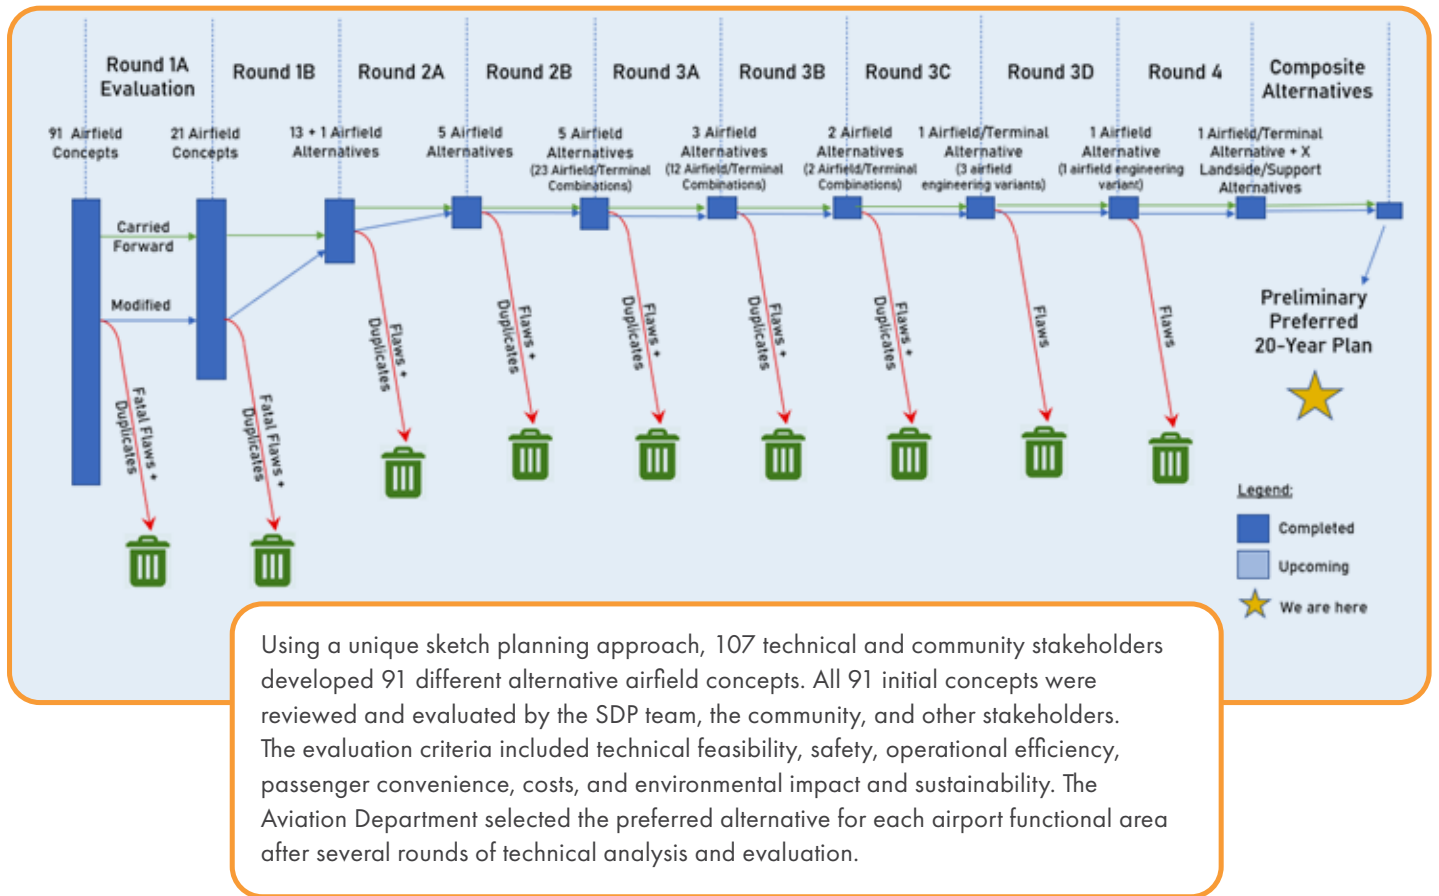 Round 1A
Evaluation
Round 1B
Round 2A
Round 2B
Round 3A
Round 3B
Round 3C
Round 3D
Round 4
Composite
Alternatives
91 Airfield
Concepts
21 Airfield
Concepts
13 + 1 Airfield
Alternatives
5 Airfield
Alternatives
5 Airfield
Alternatives
(23 Airfield/Terminal
Combinations)
3 Airfield
Alternatives
(12 Airfield/Terminal
Combinations)
2 Airfield
Alternatives
(2 Airfield/Terminal
Combinations)
1 Airfield/Terminal
Alternative
(3 airfield
engineering variants)
1 Airfield
Alternative
(1 airfield engineering
variant)
1 Airfield/Terminal
Alternative + X
Landside/Support
Alternatives
Carried
Forward
Modified
Fatal Flaws +
Duplicates
Fatal Flaws +
Duplicates
Flaws +
Duplicates
Flaws +
Duplicates
Flaws +
Duplicates
Flaws +
Duplicates
Flaws +
Duplicates
Flaws
Flaws
Preliminary
Preferred
20-Year Plan
Legend:
Completed
Upcoming
We are here
Using a unique sketch planning approach, 107 technical and community stakeholders
developed 91 different alternative airfield concepts. All 91 initial concepts were
reviewed and evaluated by the SDP team, the community, and other stakeholders.
The evaluation criteria included technical feasibility, safety, operational efficiency,
passenger convenience, costs, and environmental impact and sustainability. The
Aviation Department selected the preferred alternative for each airport functional area
after several rounds of technical analysis and evaluation.